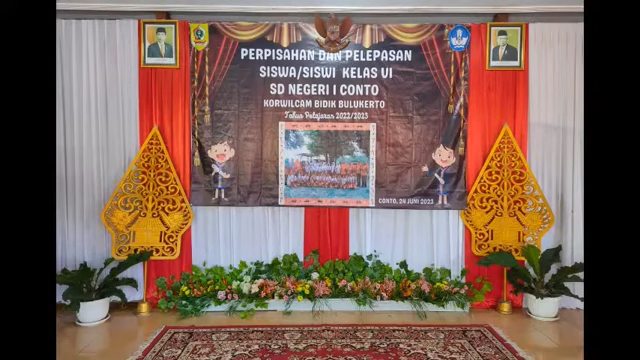 PERPISAHAN DAN PELEPASAN
SISWA/SISWI KELAS VI
SD NEGERI 1 CONTO
KORWILCAM BIDIK BULUKERTO
Tahun Pelajaran 2022/2023
CONTO, 24 JUNI 2023